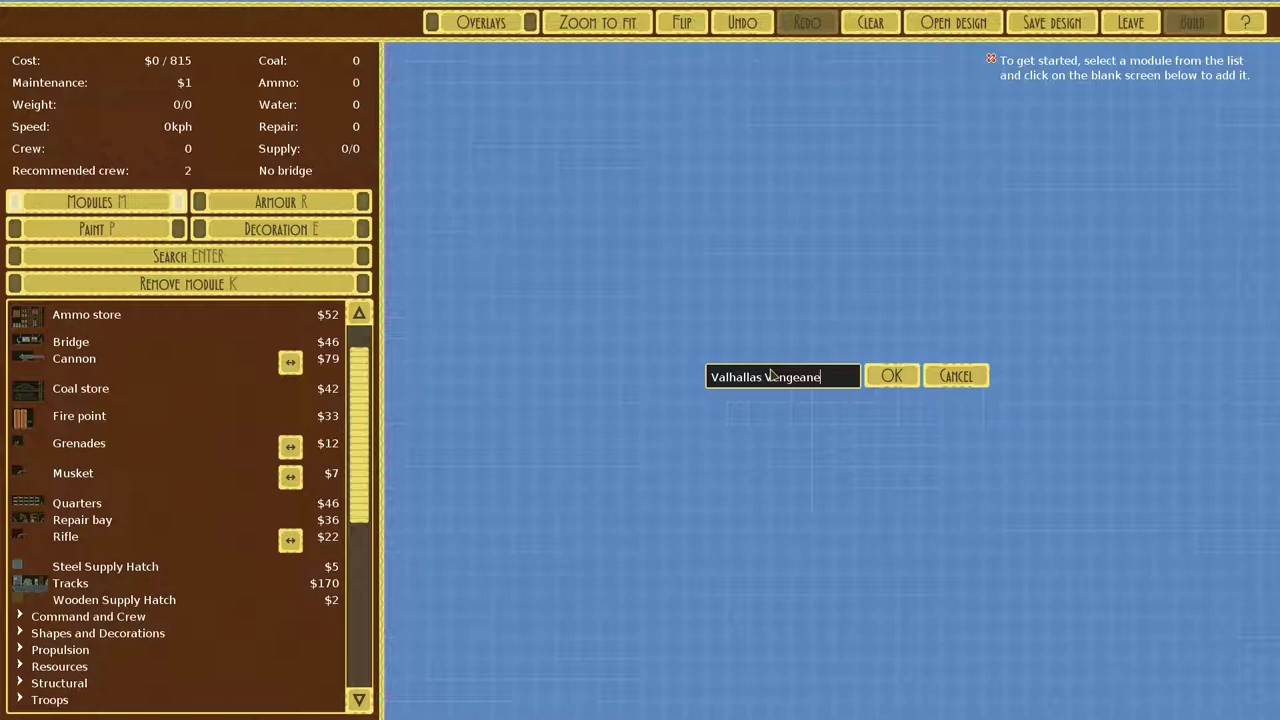 OVERLAYS ZOOM TO FIT FLIP UNDO REDO CLEAR OPEN DESIGN SAVE DESIGN LEAVE BUILD ?
Cost: $0 / 815 Coal: 0
Maintenance: $1 Ammo: 0
Weight: 0/0 Water: 0
Speed: 0kph Repair: 0
Crew: 0 Supply: 0/0
Recommended crew: 2 No bridge
MODULES M ARMOUR R
PAINT P DECORATION E
SEARCH ENTER
REMOVE MODULE K
Ammo store $52
Bridge $46
Cannon $79
Coal store $42
Fire point $33
Grenades $12
Musket $7
Quarters $46
Repair bay $36
Rifle $22
Steel Supply Hatch $5
Tracks $170
Wooden Supply Hatch $2
Command and Crew
Shapes and Decorations
Propulsion
Resources
Structural
Troops
To get started, select a module from the list
and click on the blank screen below to add it.
Valhallas Vengeane OK CANCEL